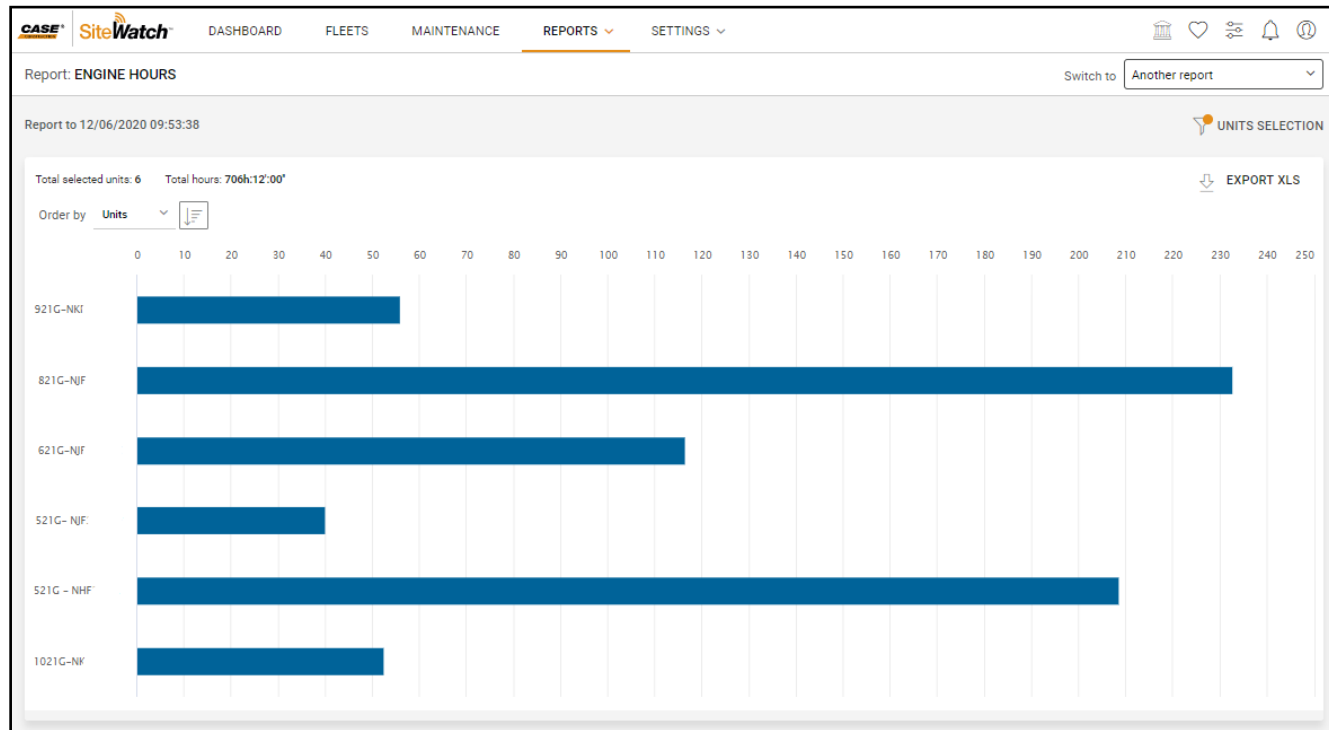 CASE SiteWatch DASHBOARD FLEETS MAINTENANCE REPORTS SETTINGS
Report: ENGINE HOURS Switch to Another report
Report to 12/06/2020 09:53:38 UNITS SELECTION
Total selected units: 6 Total hours: 706h:12':00" EXPORT XLS
Order by Units
0 10 20 30 40 50 60 70 80 90 100 110 120 130 140 150 160 170 180 190 200 210 220 230 240 250
921G-NKI
821G-NJF
621G-NJF
521G- NJF
521G - NHF
1021G-NK